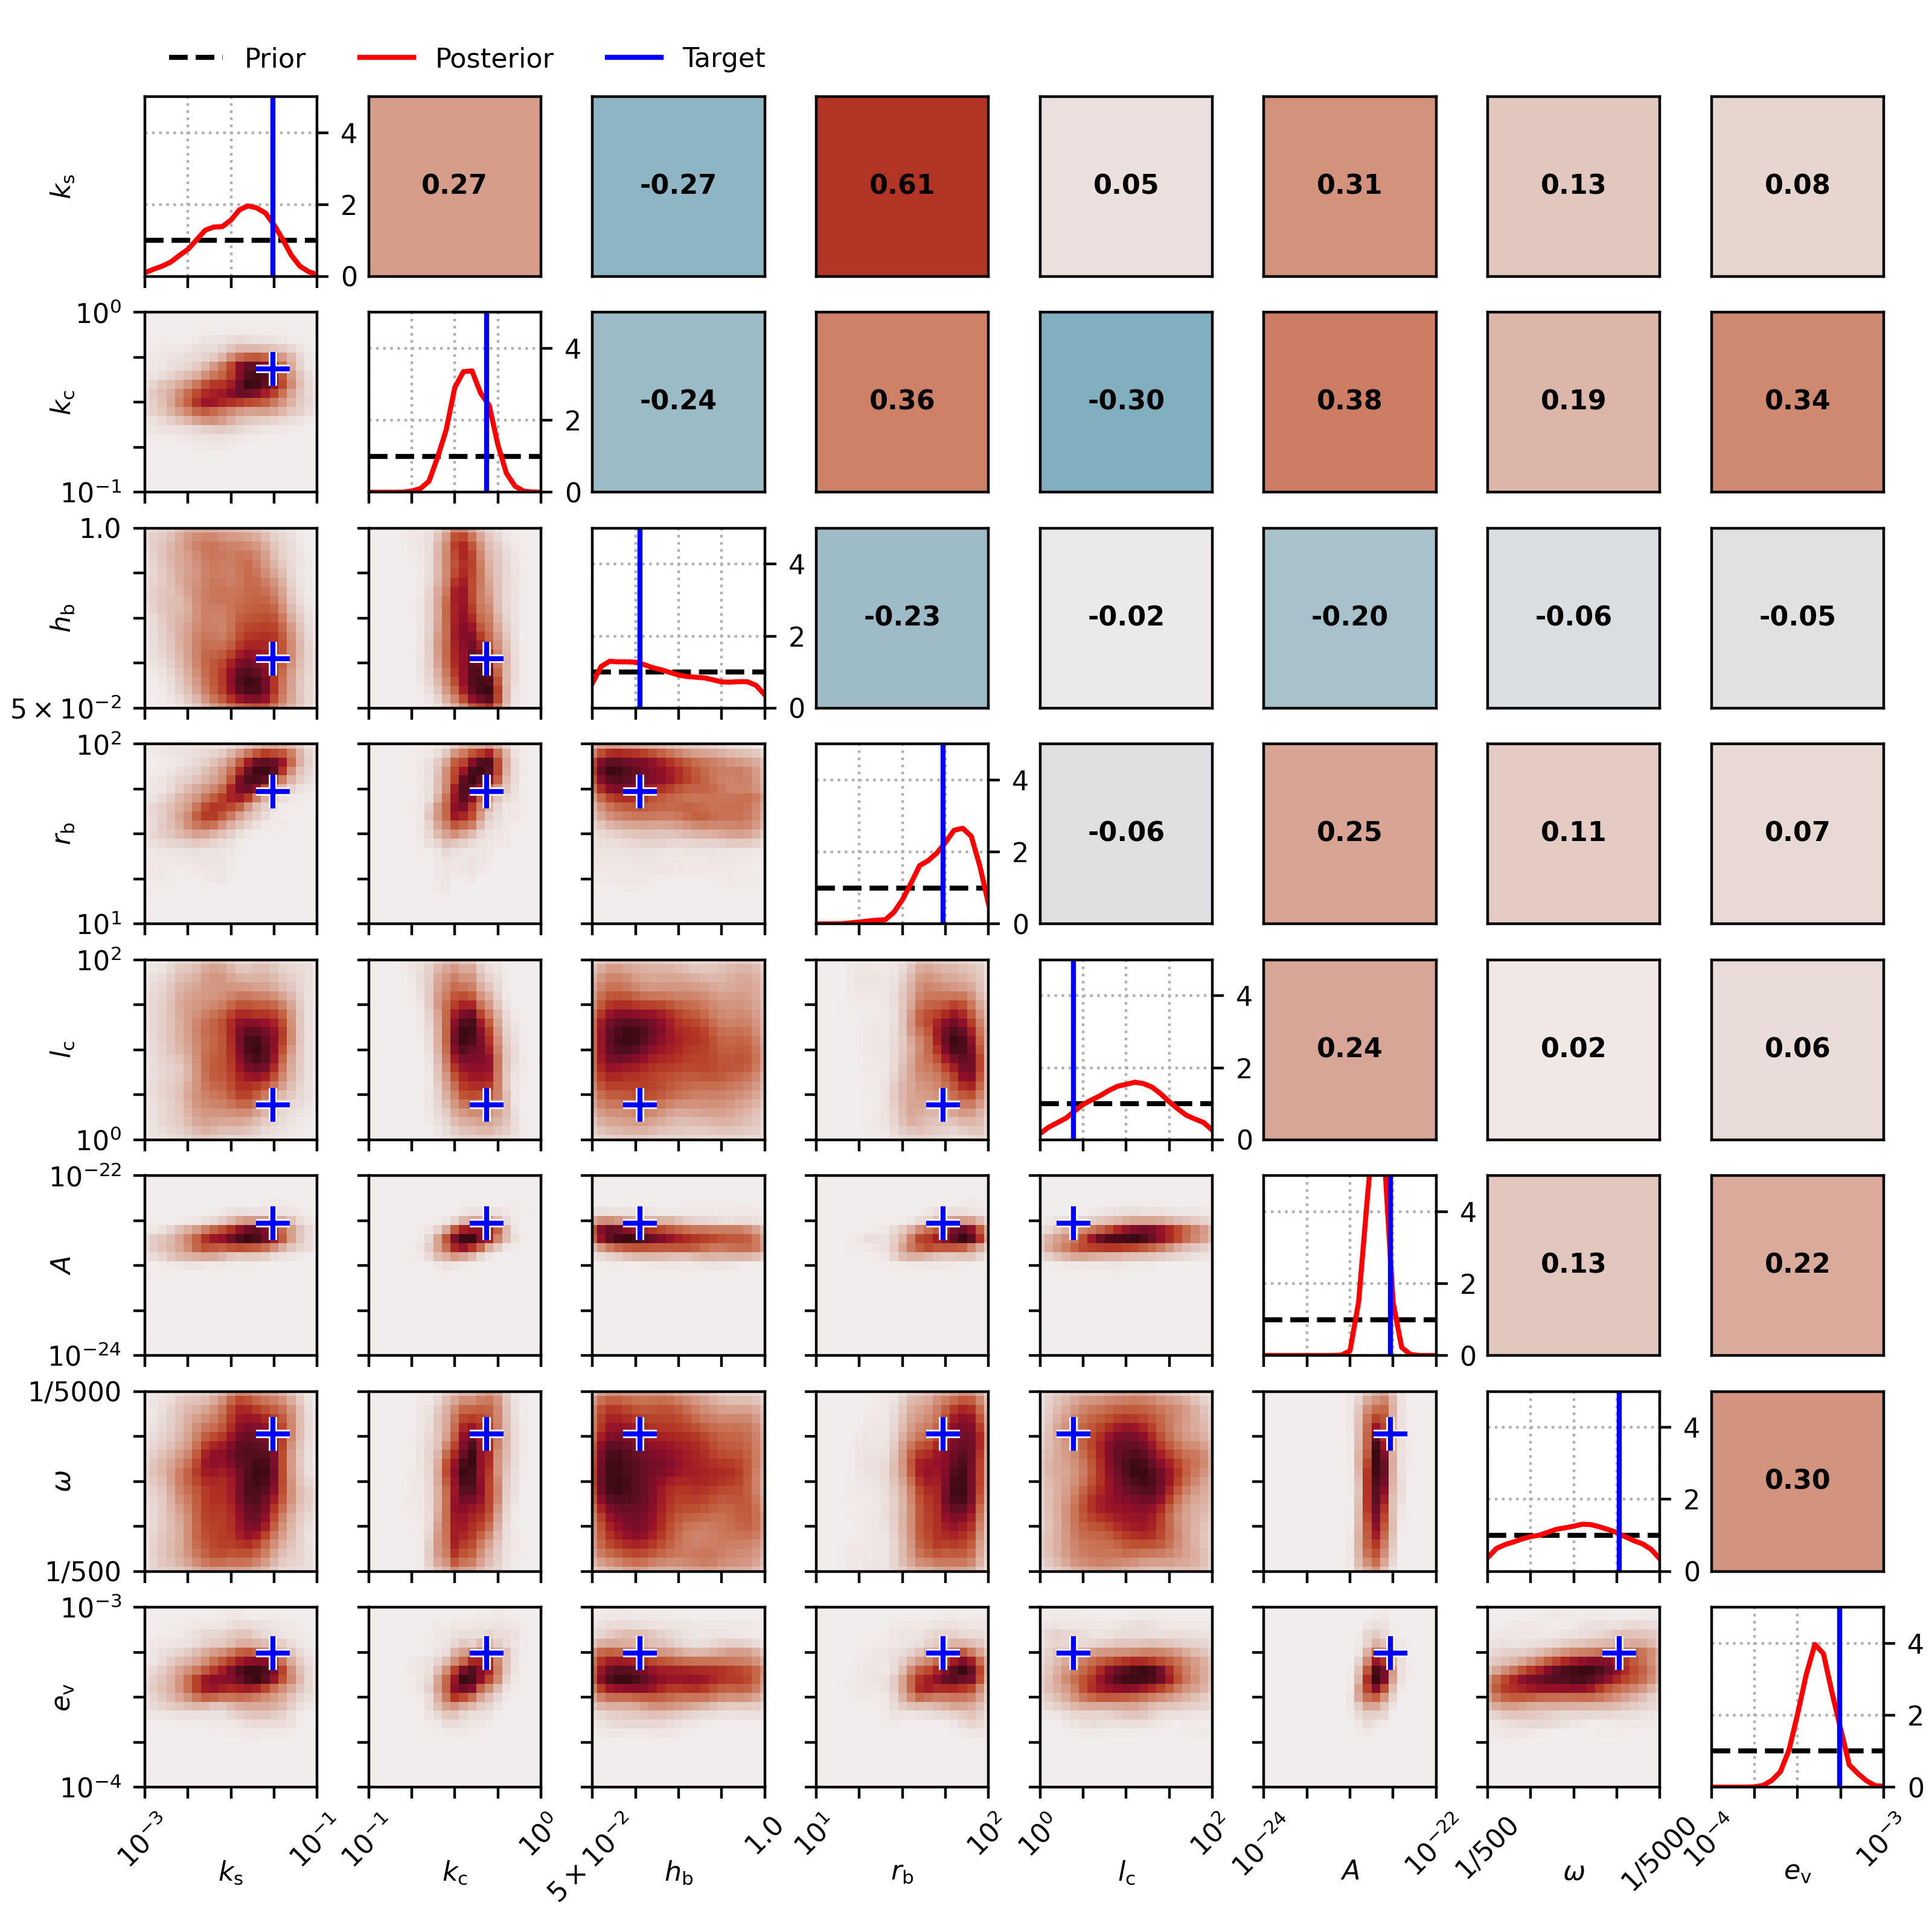 Prior Posterior Target
k_s 4 2 0 0.27 -0.27 0.61 0.05 0.31 0.13 0.08
k_c 10^0 10^-1 4 2 0 -0.24 0.36 -0.30 0.38 0.19 0.34
h_b 1.0 5×10^-2 4 2 0 -0.23 -0.02 -0.20 -0.06 -0.05
r_b 10^2 10^1 4 2 0 -0.06 0.25 0.11 0.07
l_c 10^2 10^0 4 2 0 0.24 0.02 0.06
A 10^-22 10^-24 4 2 0 0.13 0.22
ω 1/5000 1/500 4 2 0 0.30
e_v 10^-3 10^-4 4 2 0
10^-3 10^-1 10^-1 10^0 5×10^-2 1.0 10^1 10^2 10^0 10^2 10^-24 10^-22 1/500 1/5000 10^-4 10^-3
k_s k_c h_b r_b l_c A ω e_v